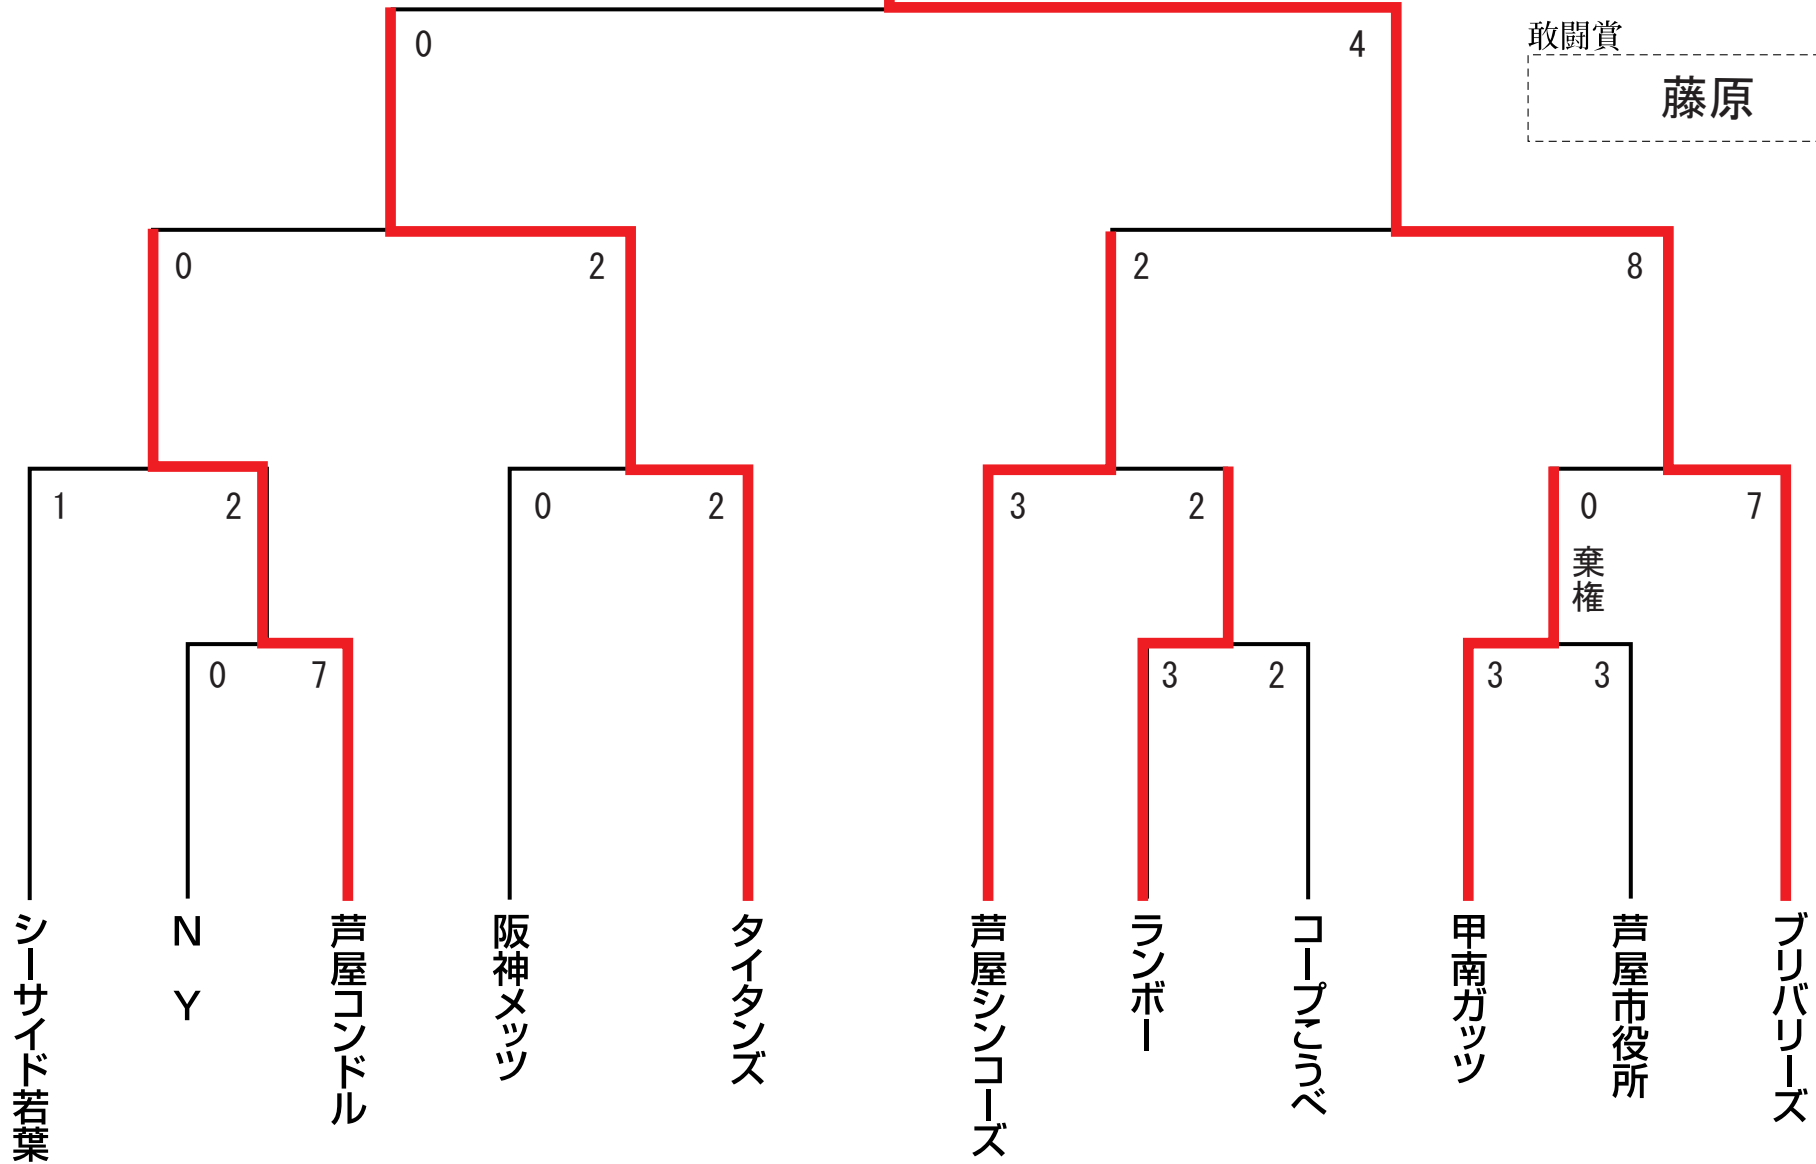 敢闘賞
藤原
0
4
0
2
2
8
1
2
0
2
3
2
0
7
棄権
0
7
3
2
3
3
シーサイド若葉
N Y
芦屋コンドル
阪神メッツ
タイタンズ
芦屋シンコーズ
ランボー
コープこうべ
甲南ガッツ
芦屋市役所
ブリバリーズ